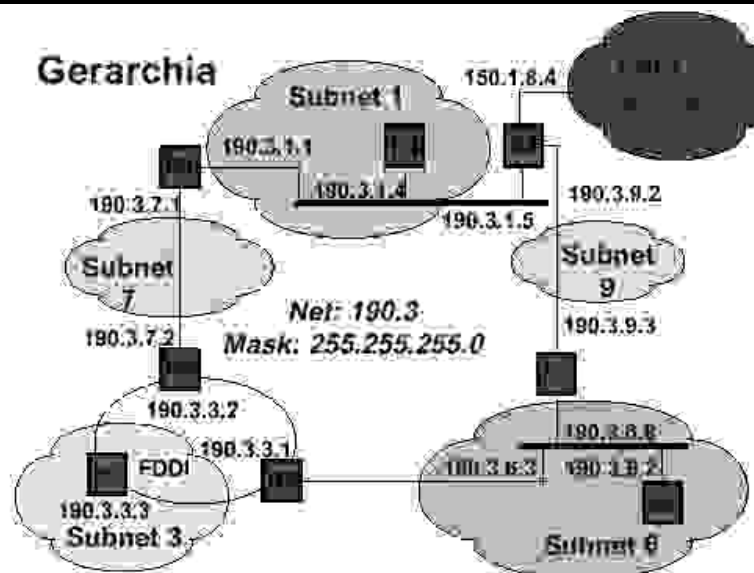 Gerarchia
150.1.8.4
Subnet 1
190.3.1.1
190.3.1.4
190.3.7.1
190.3.9.2
190.3.1.5
Subnet
7
Subnet
9
Net: 190.3
Mask: 255.255.255.0
190.3.7.2
190.3.9.3
190.3.3.2
190.3.3.1
FDDI
190.3.3.3
Subnet 3
Subnet 6